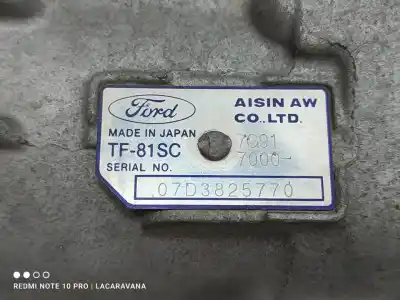 Ford
AISIN AW
CO.,LTD.
MADE IN JAPAN
TF-81SC
7G91
7000-
SERIAL NO.
07D3825770
REDMI NOTE 10 PRO | LACARAVANA